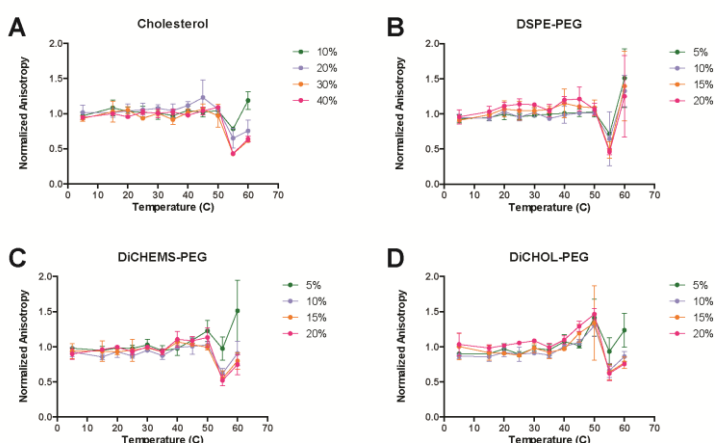 A
Cholesterol
Normalized Anisotropy
2.0
1.5
1.0
0.5
0.0
0 10 20 30 40 50 60 70
Temperature (C)
10%
20%
30%
40%
B
DSPE-PEG
Normalized Anisotropy
2.0
1.5
1.0
0.5
0.0
0 10 20 30 40 50 60 70
Temperature (C)
5%
10%
15%
20%
C
DiCHEMS-PEG
Normalized Anisotropy
2.0
1.5
1.0
0.5
0.0
0 10 20 30 40 50 60 70
Temperature (C)
5%
10%
15%
20%
D
DiCHOL-PEG
Normalized Anisotropy
2.0
1.5
1.0
0.5
0.0
0 10 20 30 40 50 60 70
Temperature (C)
5%
10%
15%
20%